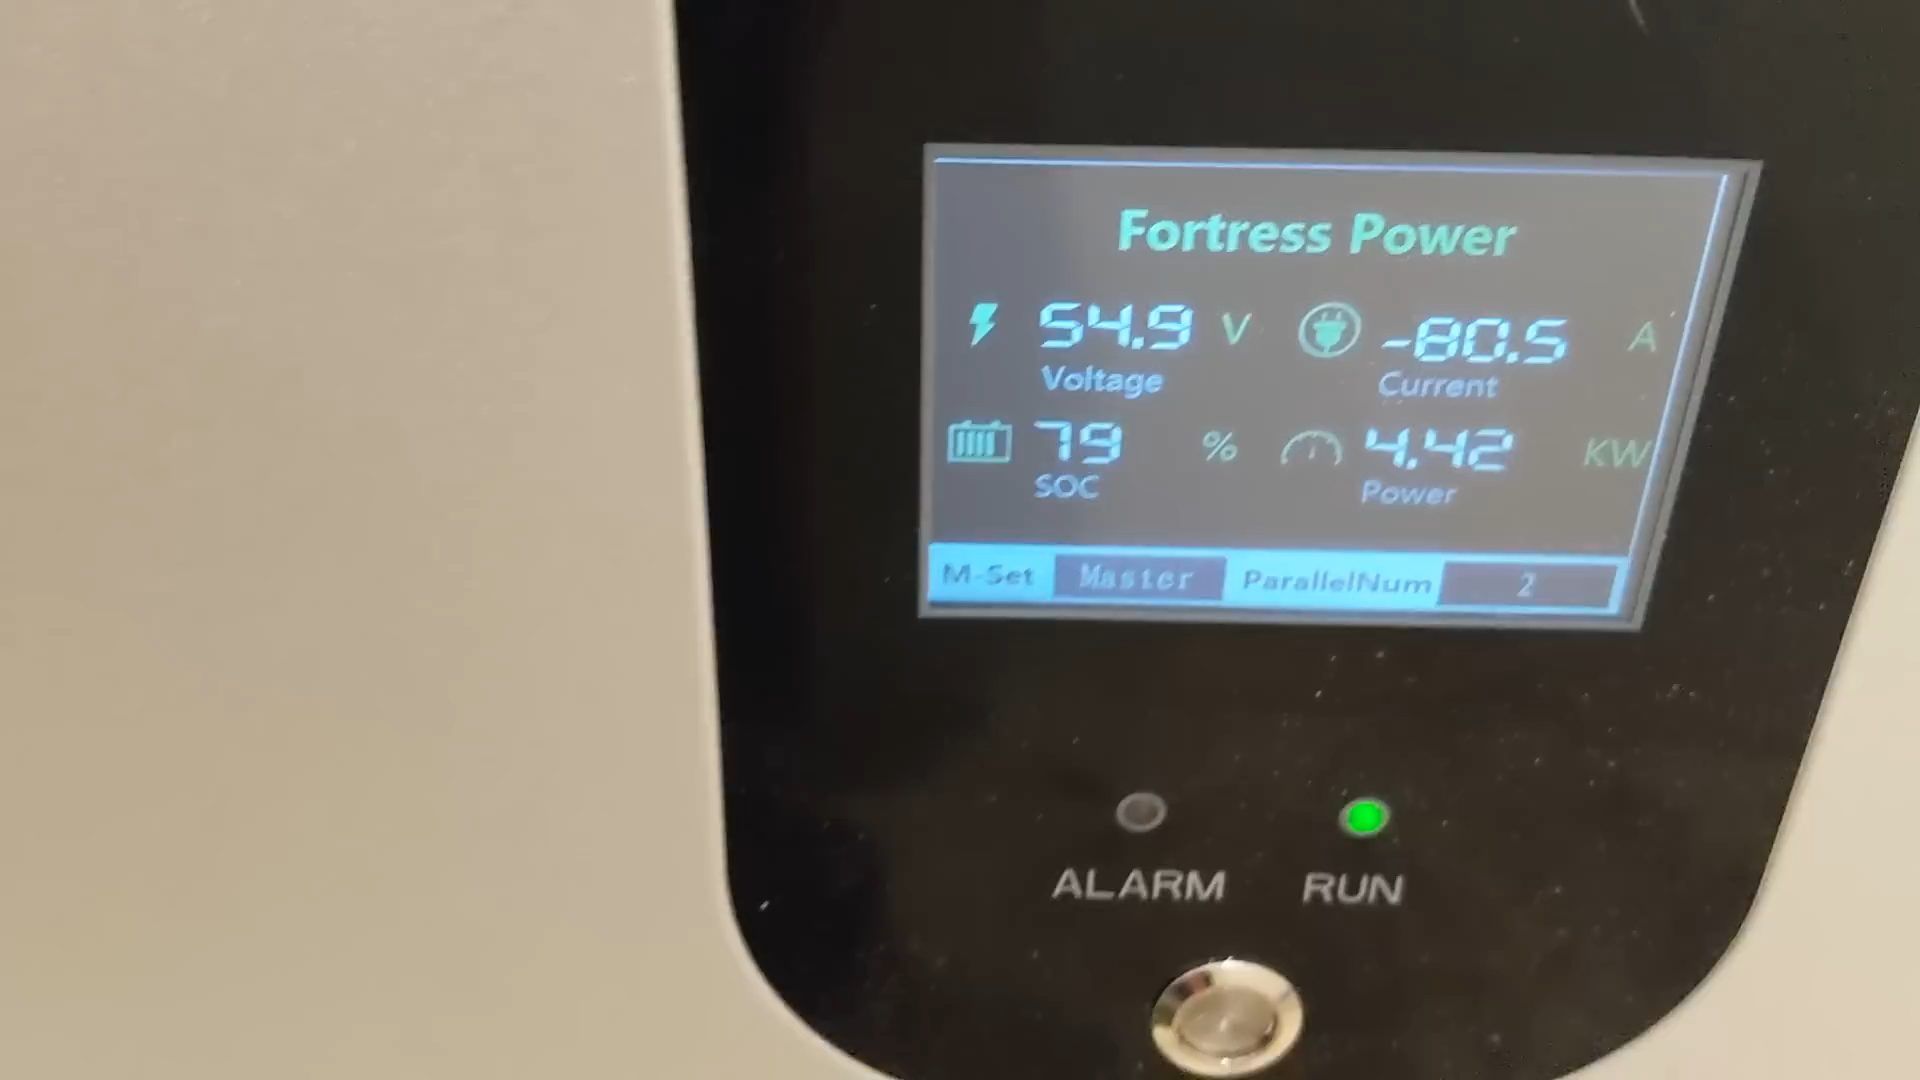 Fortress Power
54.9 V -80.5 A
Voltage Current
79 % 4.42 KW
SOC Power
M-Set Master ParallelNum 2
ALARM RUN